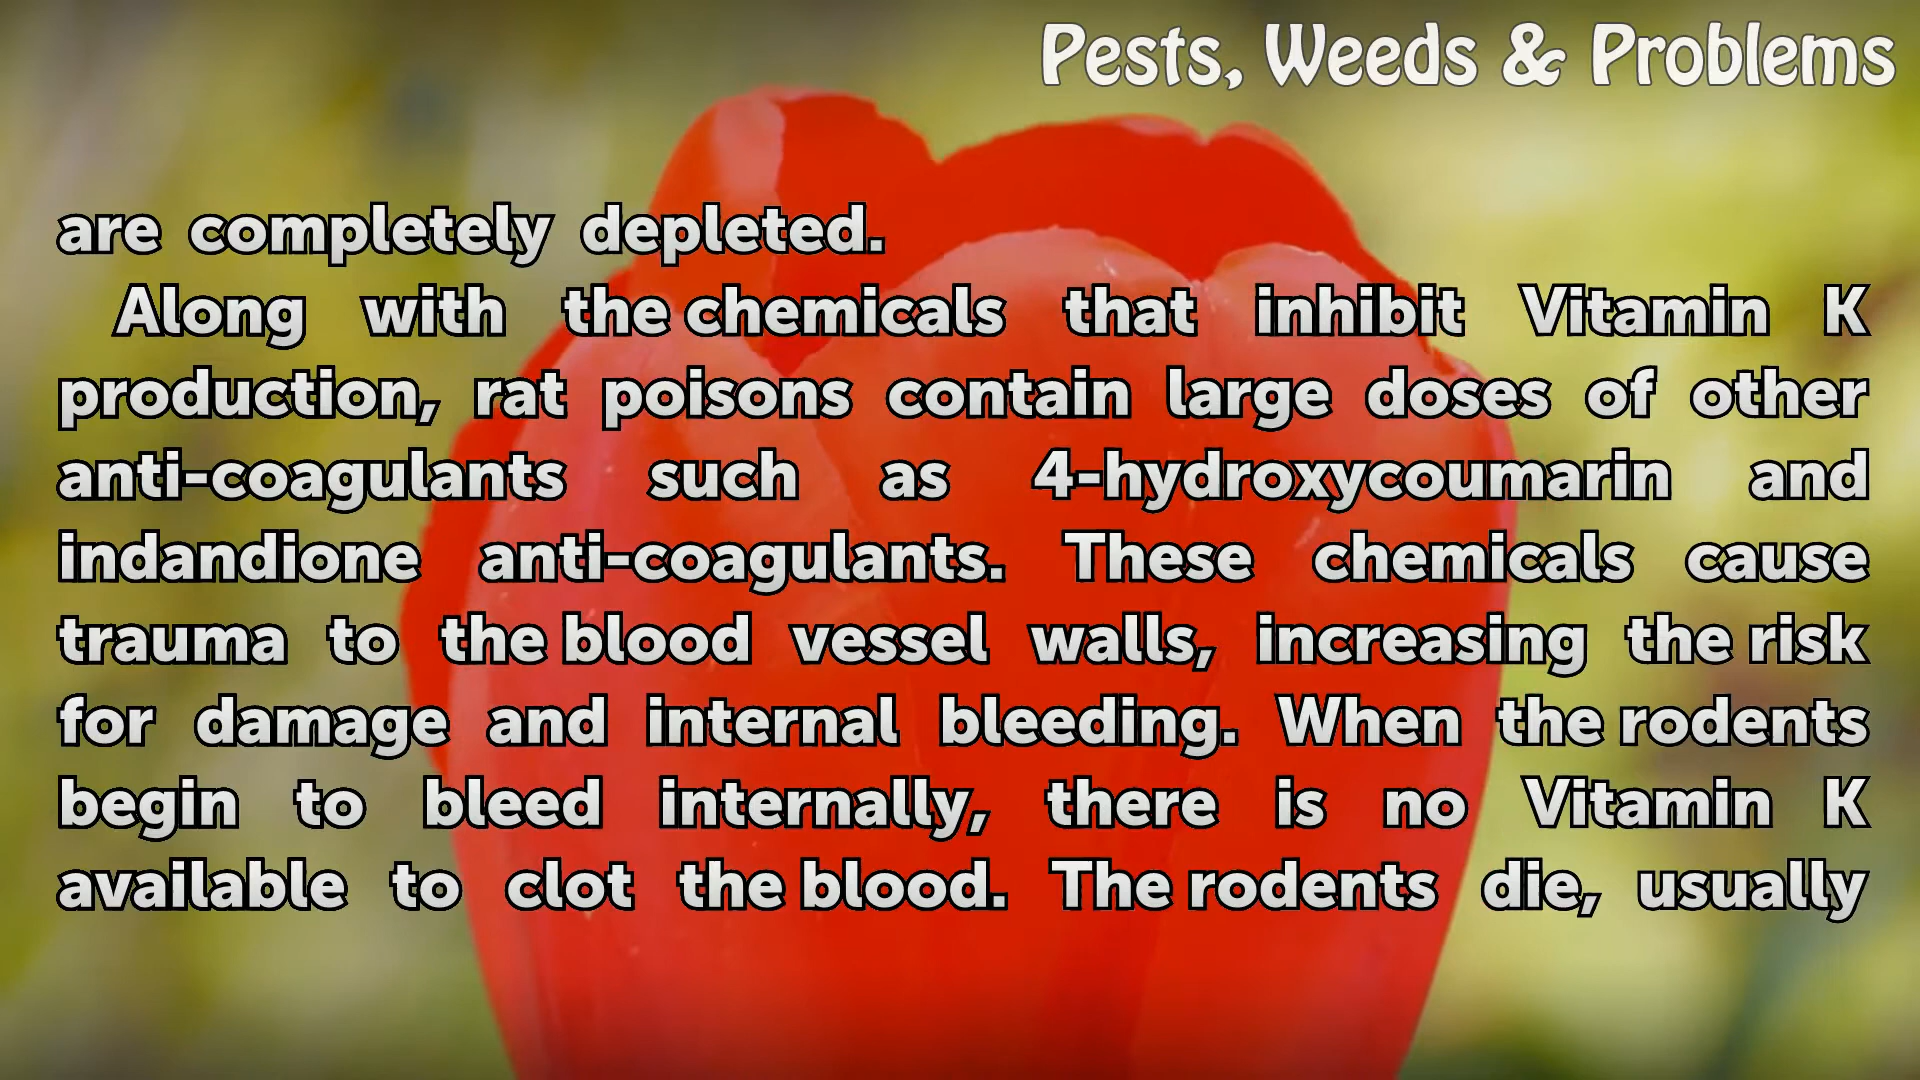 Pests, Weeds & Problems
are completely depleted.
Along with the chemicals that inhibit Vitamin K
production, rat poisons contain large doses of other
anti-coagulants such as 4-hydroxycoumarin and
indandione anti-coagulants. These chemicals cause
trauma to the blood vessel walls, increasing the risk
for damage and internal bleeding. When the rodents
begin to bleed internally, there is no Vitamin K
available to clot the blood. The rodents die, usually